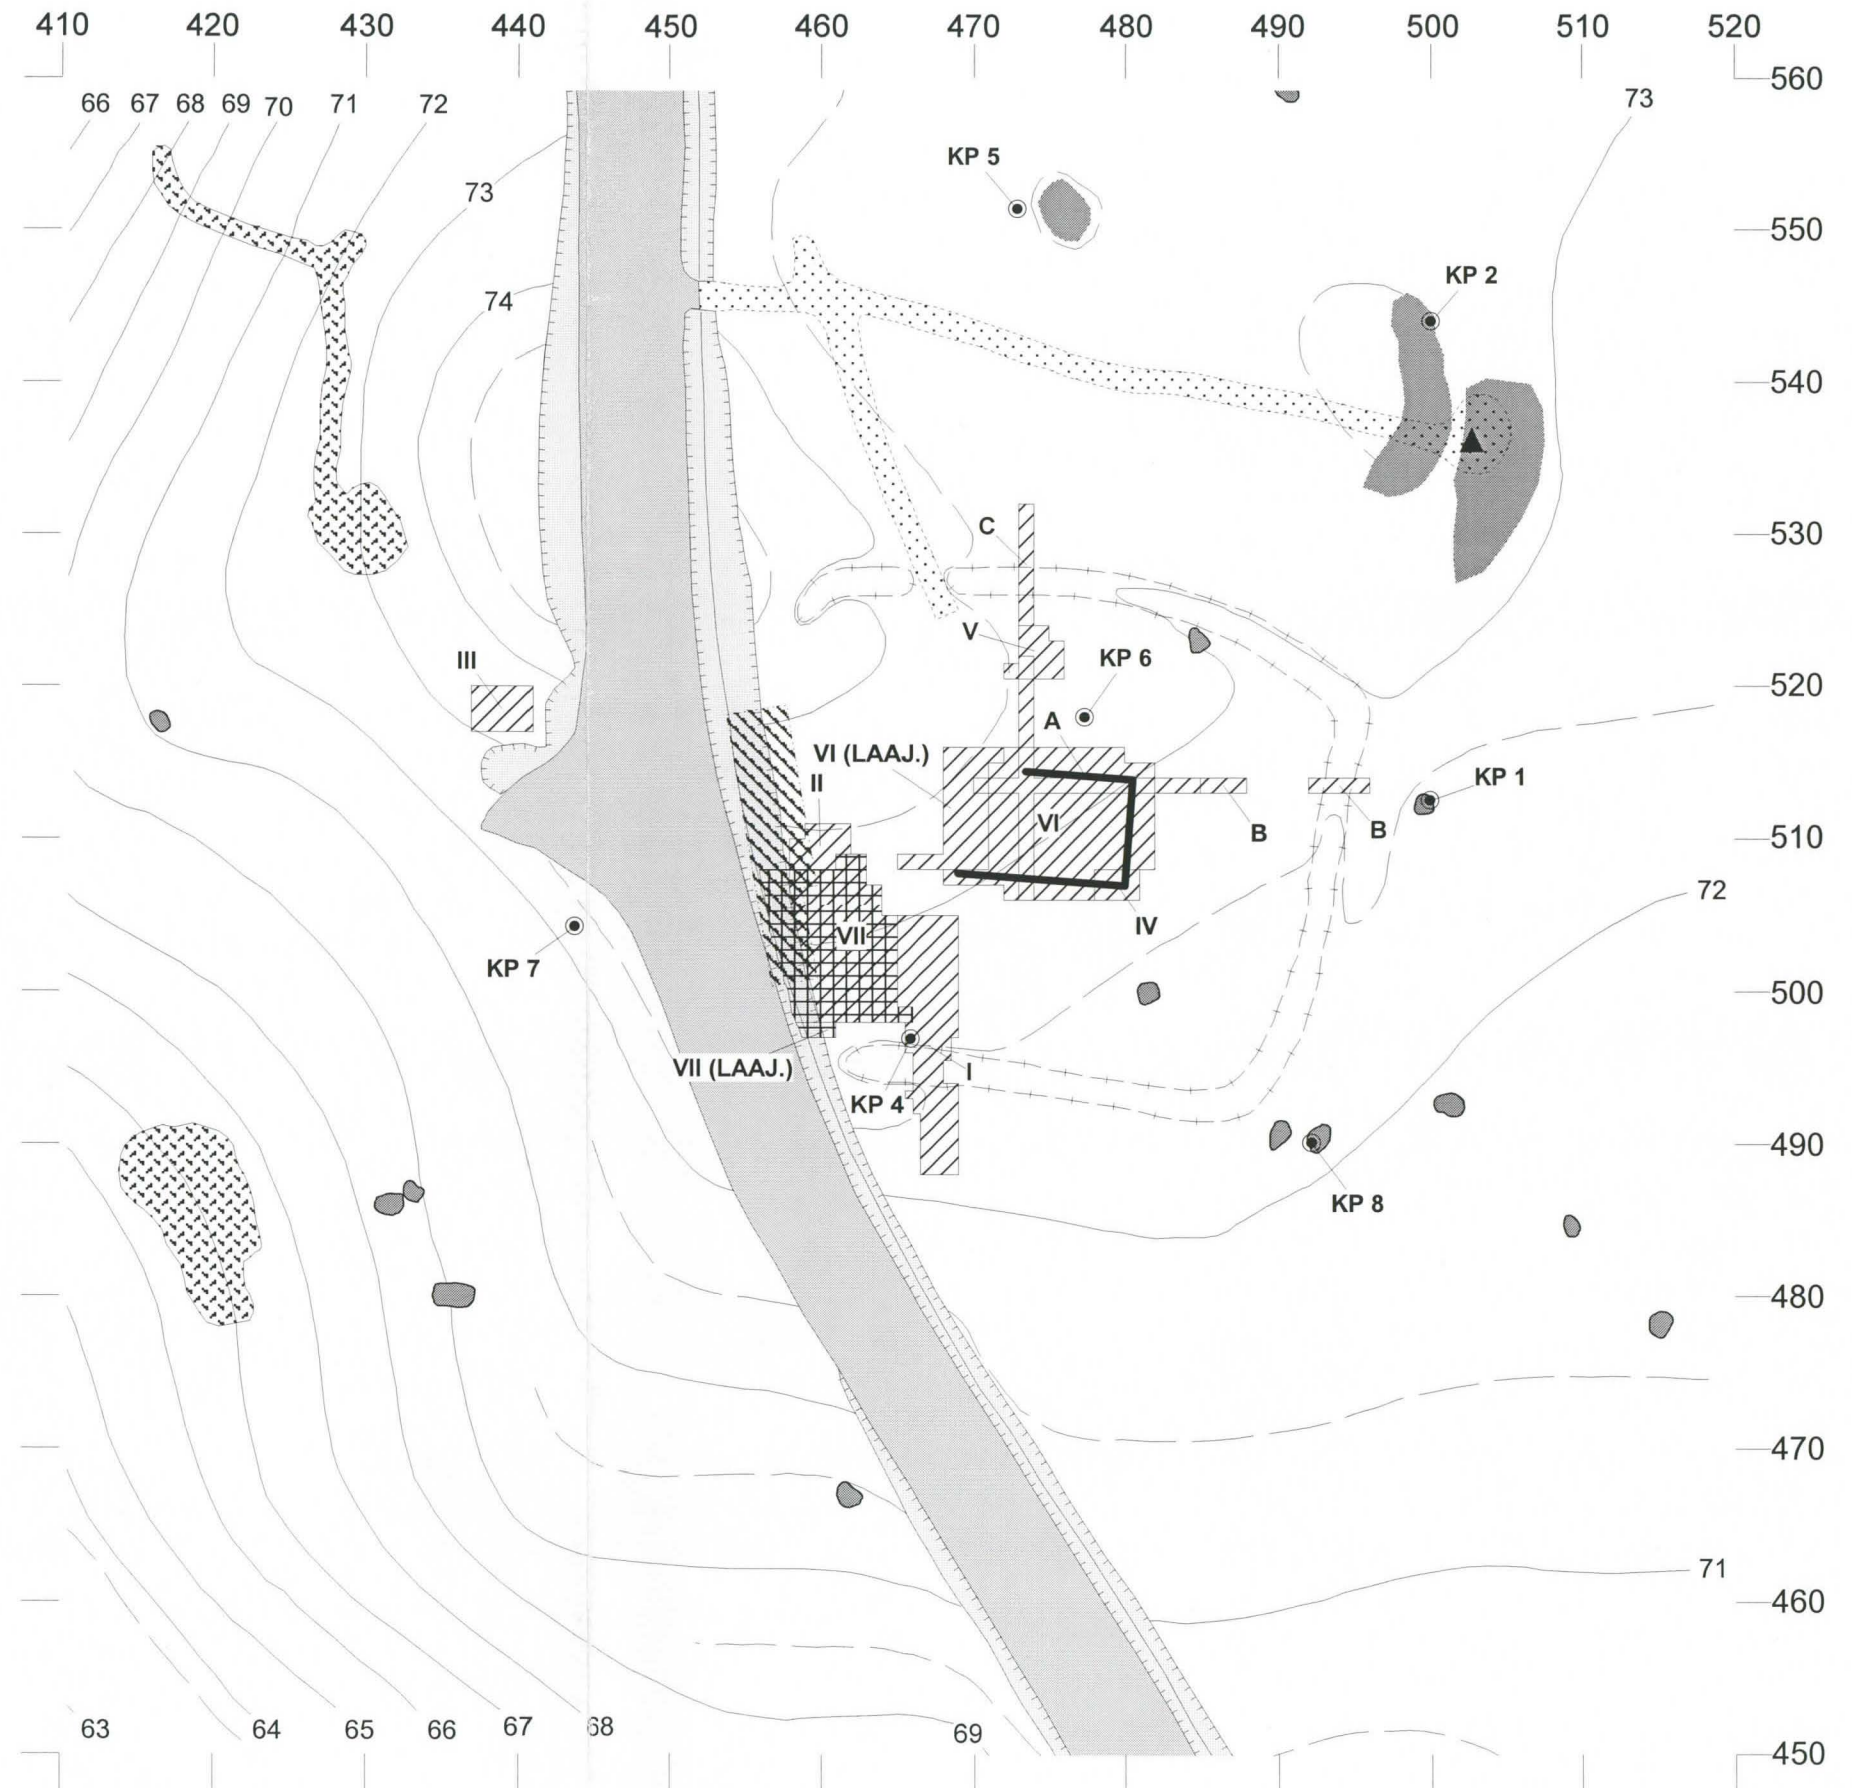 410 420 430 440 450 460 470 480 490 500 510 520
560
66 67 68 69 70 71 72
73
KP 5
73
550
KP 2
74
540
C
530
V
III
KP 6
520
A
VI (LAAJ.)
II
KP 1
VI
B
B
510
72
IV
VII
KP 7
500
VII (LAAJ.)
I
KP 4
490
KP 8
480
470
71
460
63 64 65 66 67 68 69
450